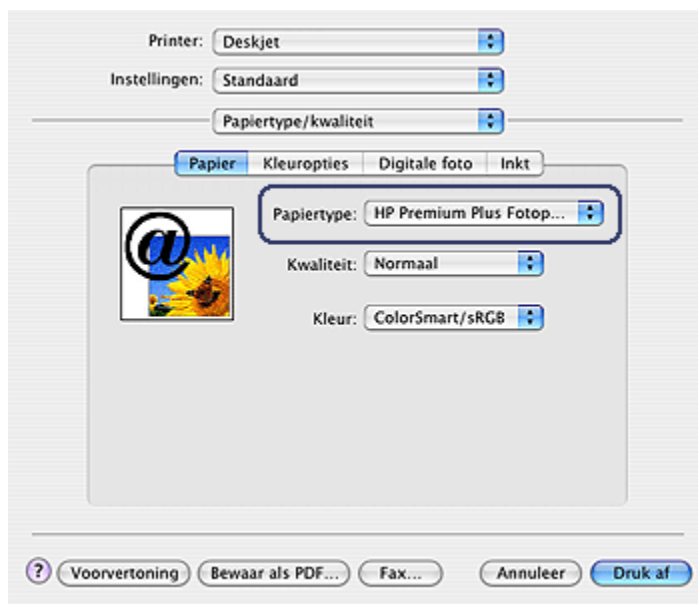 Printer: Deskjet
Instellingen: Standaard
Papiertype/kwaliteit
Papier Kleuropties Digitale foto Inkt
Papiertype: HP Premium Plus Fotop...
@
Kwaliteit: Normaal
Kleur: ColorSmart/sRGB
? Voorvertoning Bewaar als PDF... Fax... Annuleer Druk af